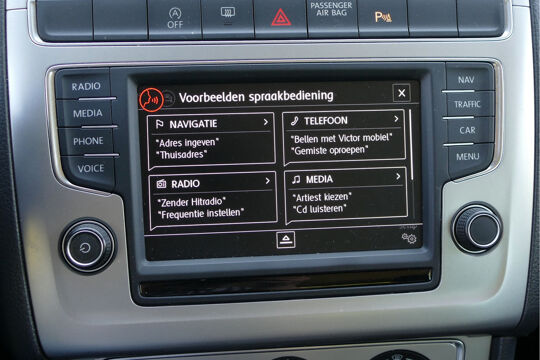 OFF
PASSENGER
AIR BAG
P
RADIO
MEDIA
PHONE
VOICE
Voorbeelden spraakbediening
X
NAVIGATIE >
"Adres ingeven"
"Thuisadres"
TELEFOON >
"Bellen met Victor mobiel"
"Gemiste oproepen"
RADIO >
"Zender Hitradio"
"Frequentie instellen"
MEDIA >
"Artiest kiezen"
"Cd luisteren"
NAV
TRAFFIC
CAR
MENU